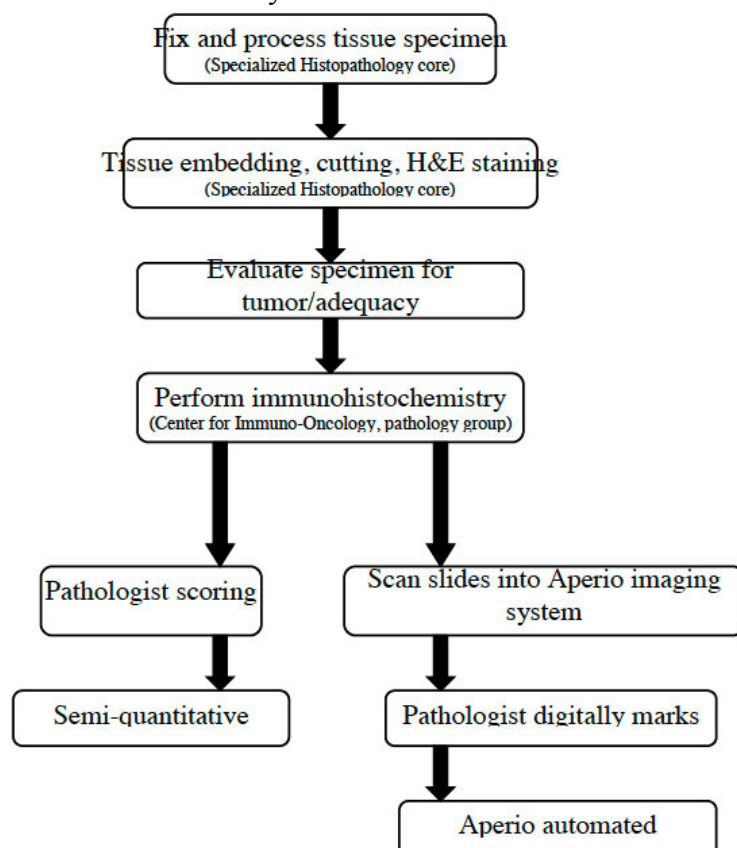 Fix and process tissue specimen
(Specialized Histopathology core)
Tissue embedding, cutting, H&E staining
(Specialized Histopathology core)
Evaluate specimen for
tumor/adequacy
Perform immunohistochemistry
(Center for Immuno-Oncology, pathology group)
Pathologist scoring
Scan slides into Aperio imaging
system
Semi-quantitative
Pathologist digitally marks
Aperio automated